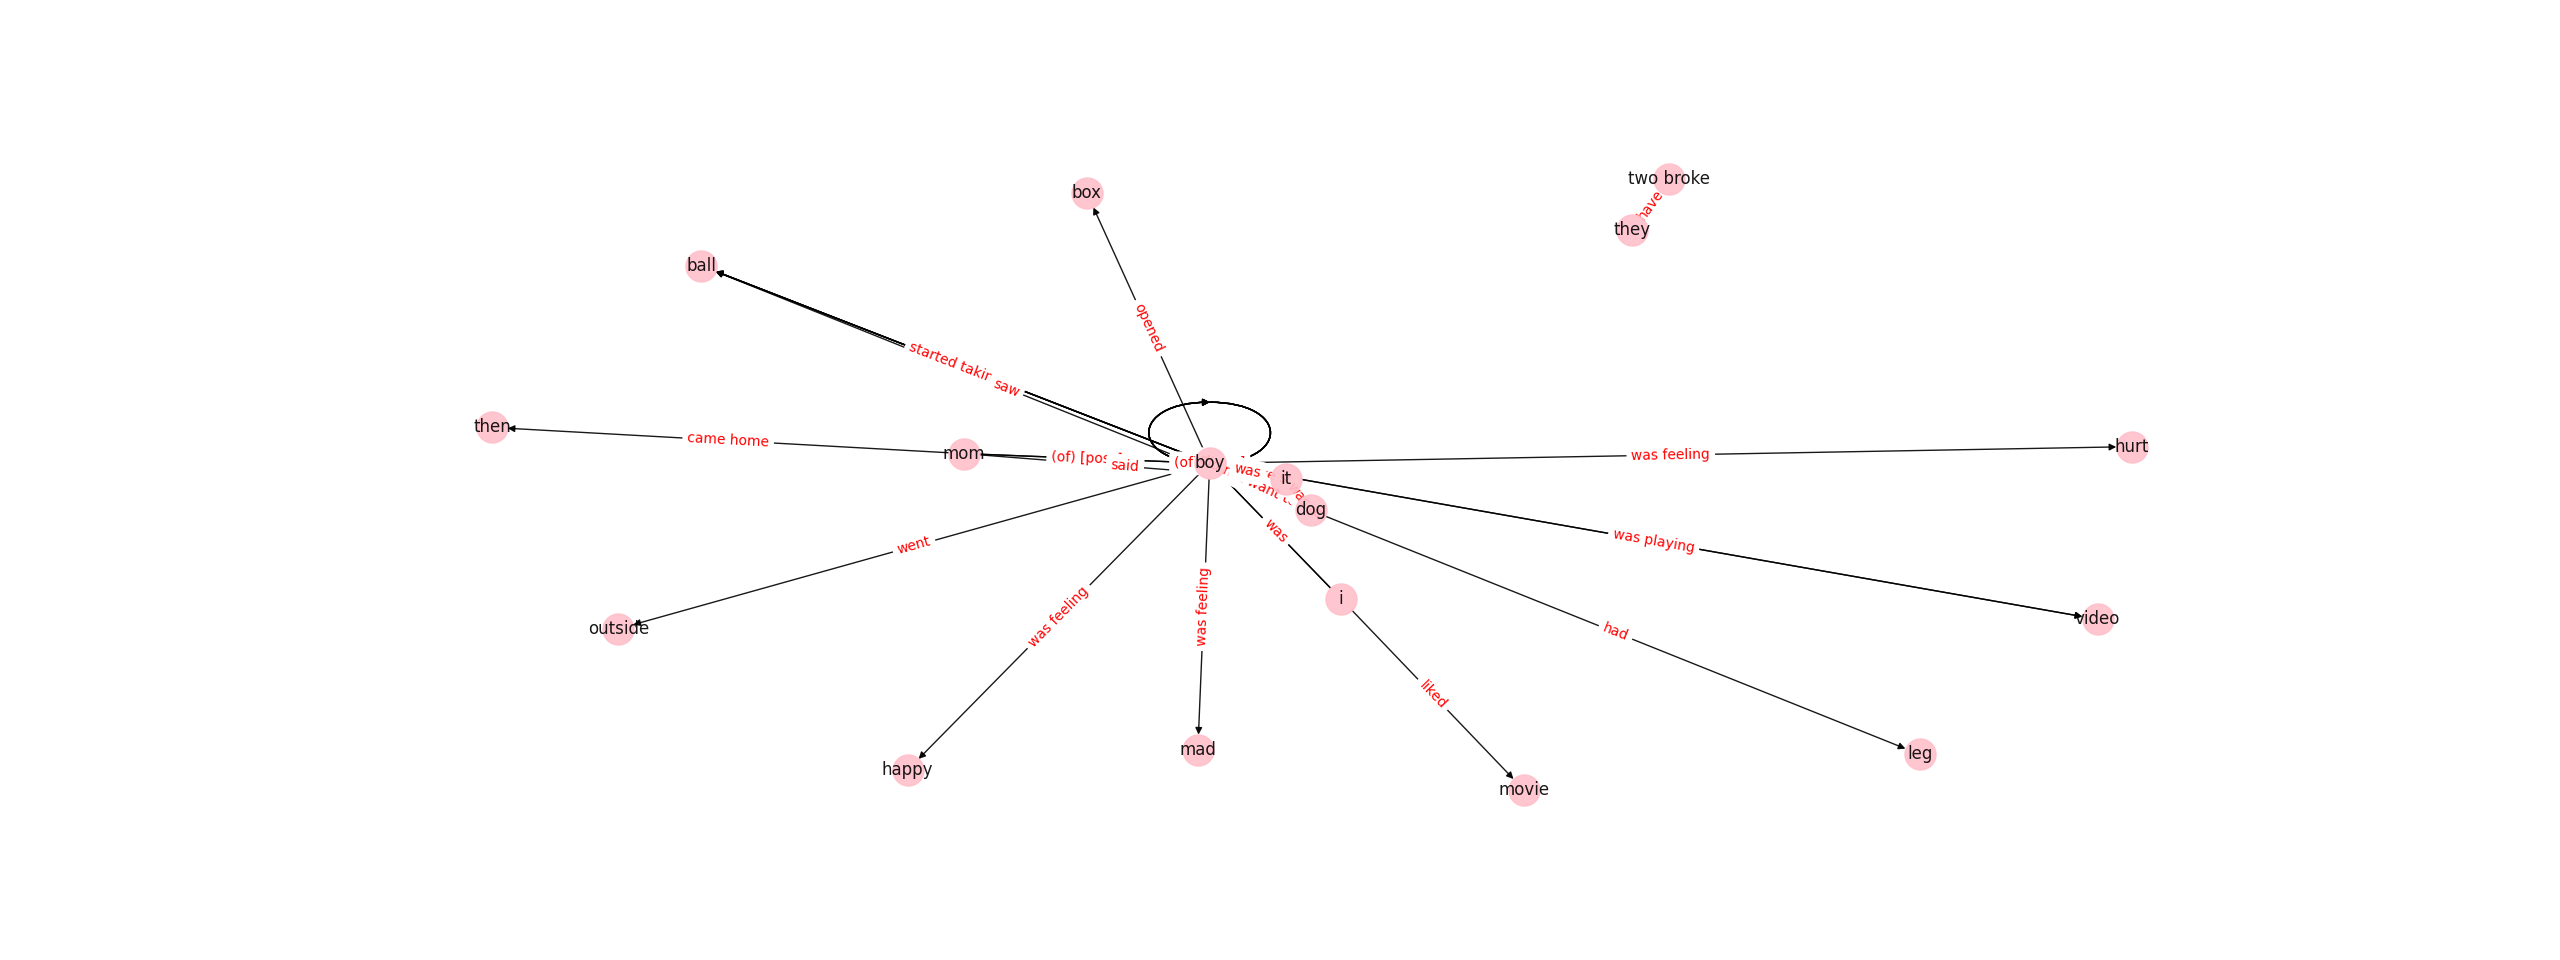 two broke
box
have
they
ball
opened
started takir
saw
then
came home
mom
(of) [pos
said
(of
boy
was
it
want
dog
was feeling
hurt
was
went
was playing
outside
was feeling
was feeling
i
had
video
liked
happy
mad
movie
leg